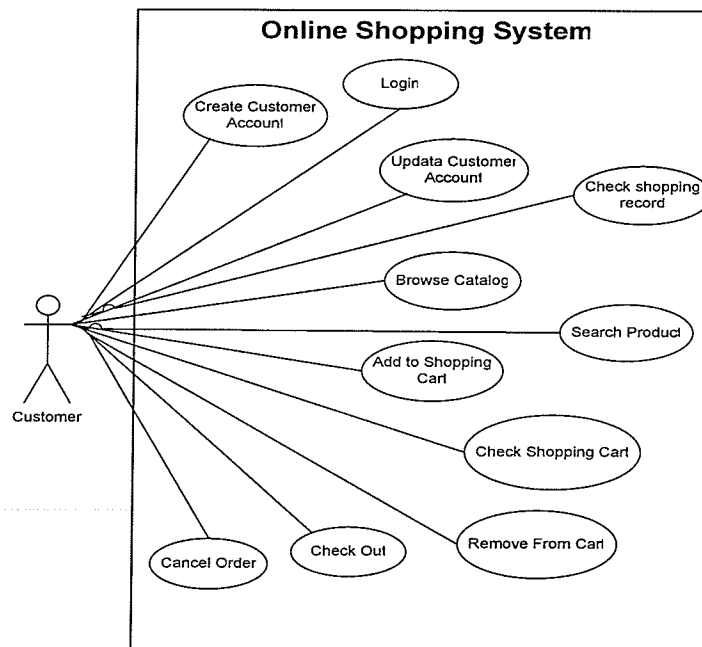 Online Shopping System
Login
Create Customer
Account
Updata Customer
Account
Check shopping
record
Browse Catalog
Search Product
Add to Shopping
Cart
Customer
Check Shopping Cart
Remove From Cart
Check Out
Cancel Order